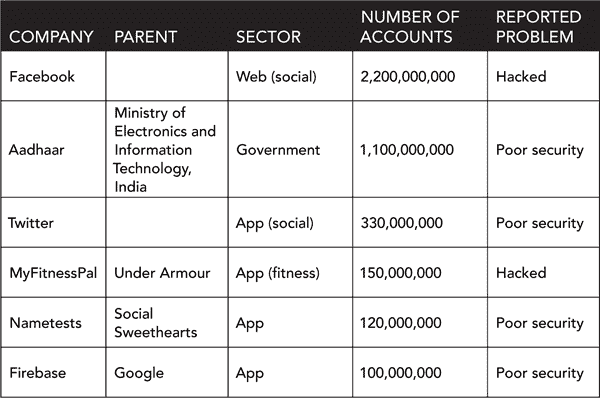 COMPANY PARENT SECTOR NUMBER OF ACCOUNTS REPORTED PROBLEM
Facebook Web (social) 2,200,000,000 Hacked
Aadhaar Ministry of Electronics and Information Technology, India Government 1,100,000,000 Poor security
Twitter App (social) 330,000,000 Poor security
MyFitnessPal Under Armour App (fitness) 150,000,000 Hacked
Nametests Social Sweethearts App 120,000,000 Poor security
Firebase Google App 100,000,000 Poor security